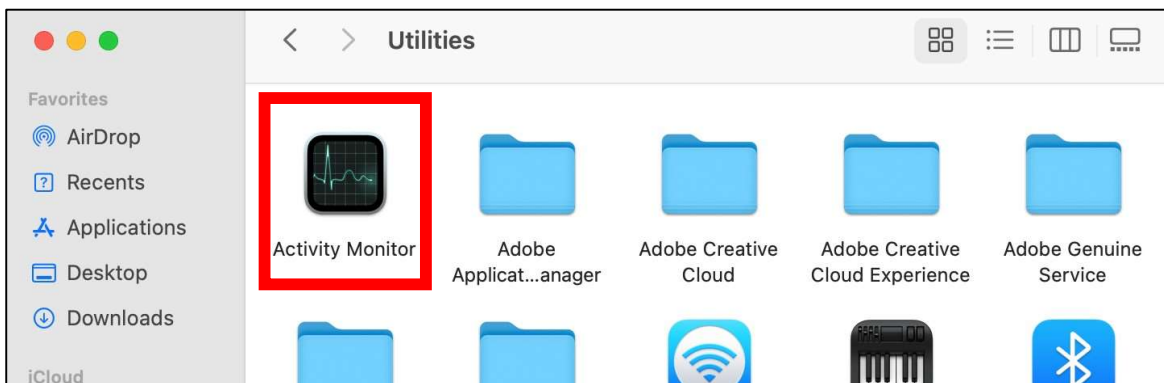 Utilities
Favorites
AirDrop
Recents
Applications
Desktop
Downloads
iCloud
Activity Monitor
Adobe
Applicat...anager
Adobe Creative
Cloud
Adobe Creative
Cloud Experience
Adobe Genuine
Service